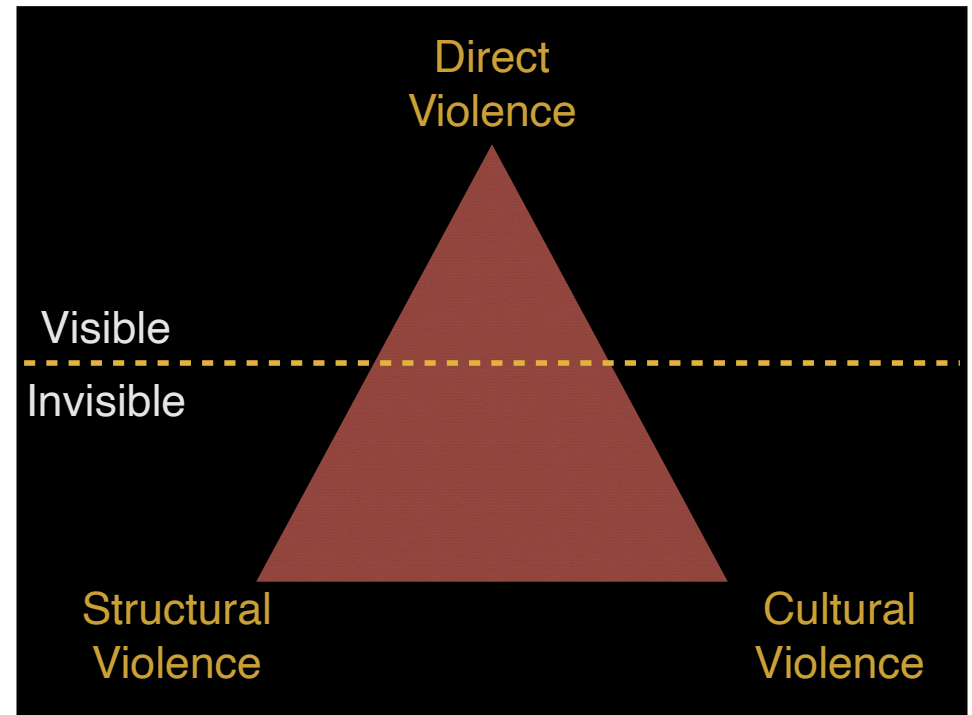 Direct
Violence
Visible
Invisible
Structural
Violence
Cultural
Violence